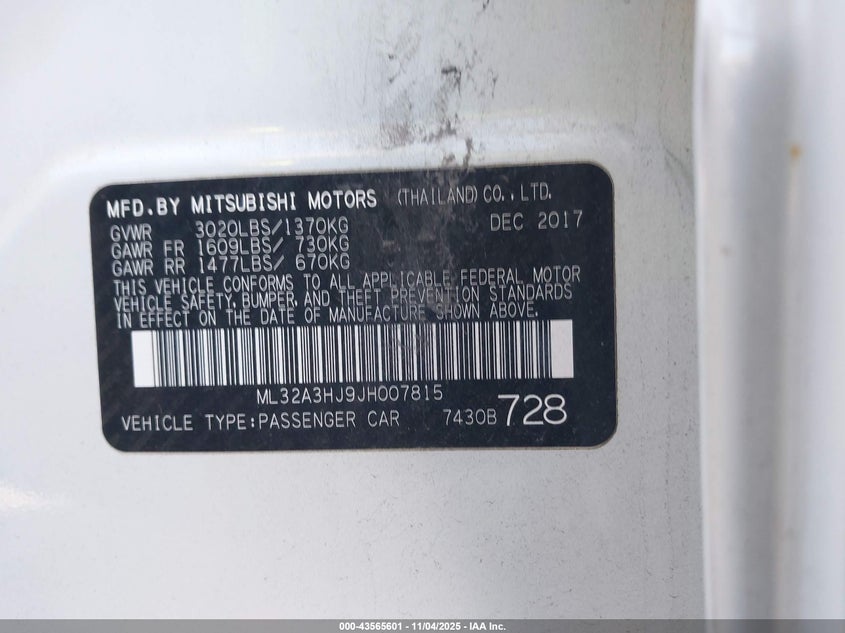 MFD.BY MITSUBISHI MOTORS (THAILAND) CO., LTD.
GVWR 3020LBS/1370KG DEC 2017
GAWR FR 1609LBS/ 730KG
GAWR RR 1477LBS/ 670KG
THIS VEHICLE CONFORMS TO ALL APPLICABLE FEDERAL MOTOR
VEHICLE SAFETY, BUMPER, AND THEFT PREVENTION STANDARDS
IN EFFECT ON THE DATE OF MANUFACTURE SHOWN ABOVE.
ML32A3HJ9JH007815
VEHICLE TYPE:PASSENGER CAR 7430B 728
000-43565601 - 11/04/2025 - IAA Inc.